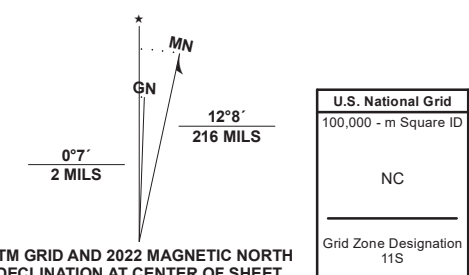 ★
MN
GN
12°8´
216 MILS
0°7´
2 MILS
TM GRID AND 2022 MAGNETIC NORTH
DECLINATION AT CENTER OF SHEET
U.S. National Grid
100,000 - m Square ID
NC
Grid Zone Designation
11S